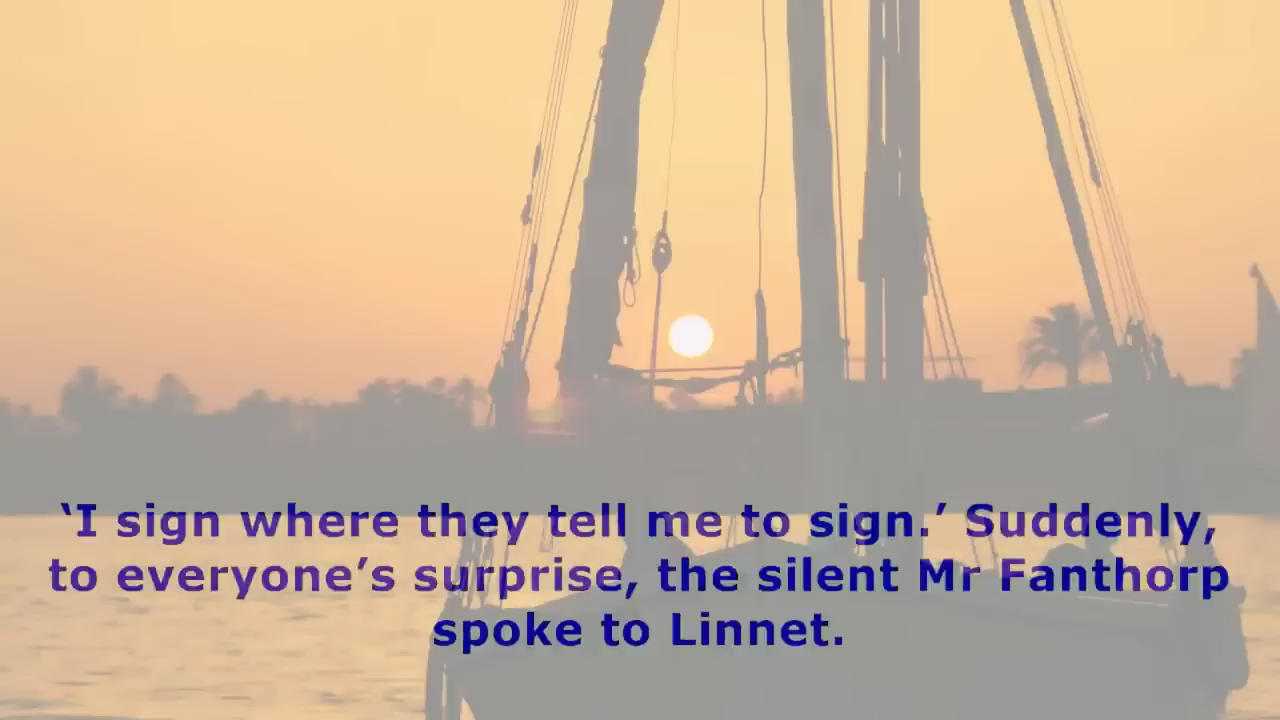 ‘I sign where they tell me to sign.’ Suddenly,
to everyone’s surprise, the silent Mr Fanthorp
spoke to Linnet.